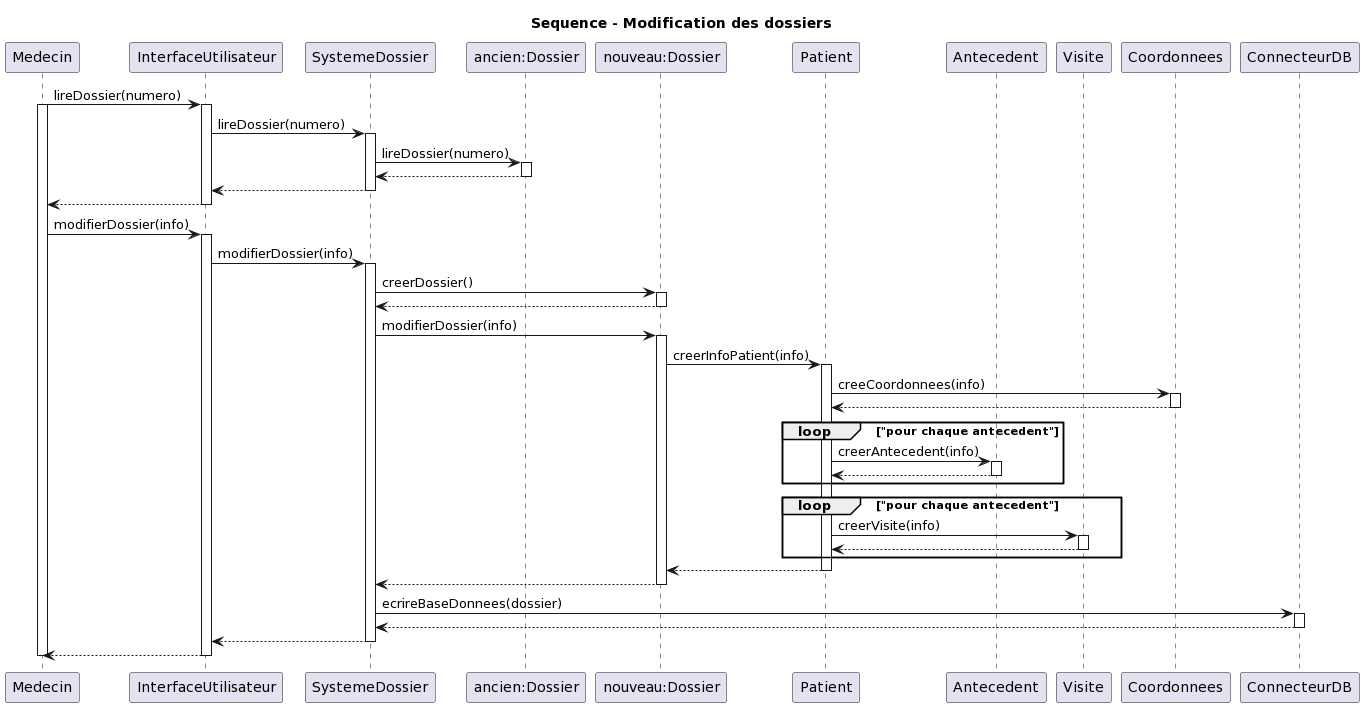 Sequence - Modification des dossiers
Medecin InterfaceUtilisateur SystemeDossier ancien:Dossier nouveau:Dossier Patient Antecedent Visite Coordonnees ConnecteurDB
lireDossier(numero)
lireDossier(numero)
lireDossier(numero)
modifierDossier(info)
modifierDossier(info)
creerDossier()
modifierDossier(info)
creerInfoPatient(info)
creeCoordonnees(info)
loop ["pour chaque antecedent"]
creerAntecedent(info)
loop ["pour chaque antecedent"]
creerVisite(info)
ecrireBaseDonnees(dossier)
Medecin InterfaceUtilisateur SystemeDossier ancien:Dossier nouveau:Dossier Patient Antecedent Visite Coordonnees ConnecteurDB